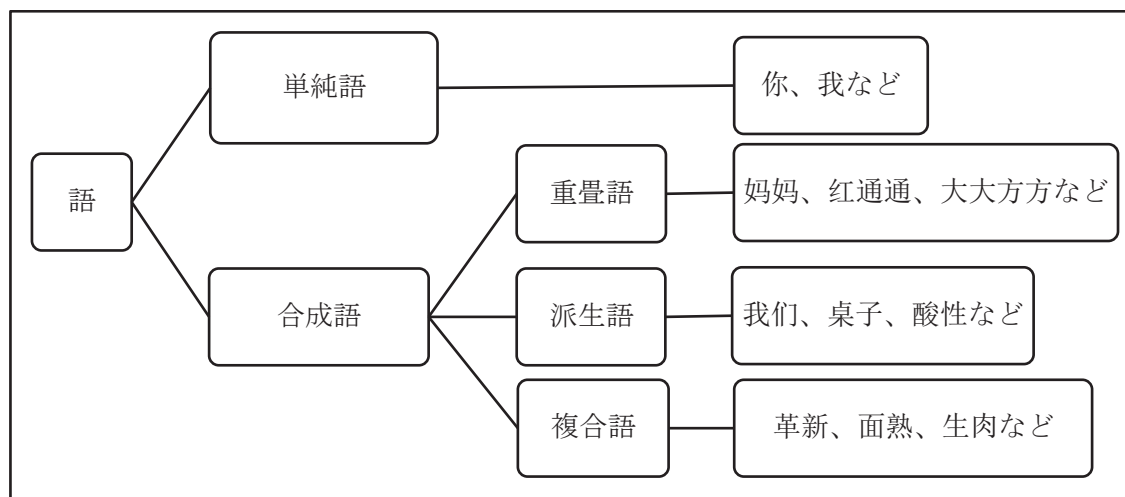 単純語
你、我など
語
重畳語
妈妈、红通通、大大方方など
合成語
派生語
我们、桌子、酸性など
複合語
革新、面熟、生肉など